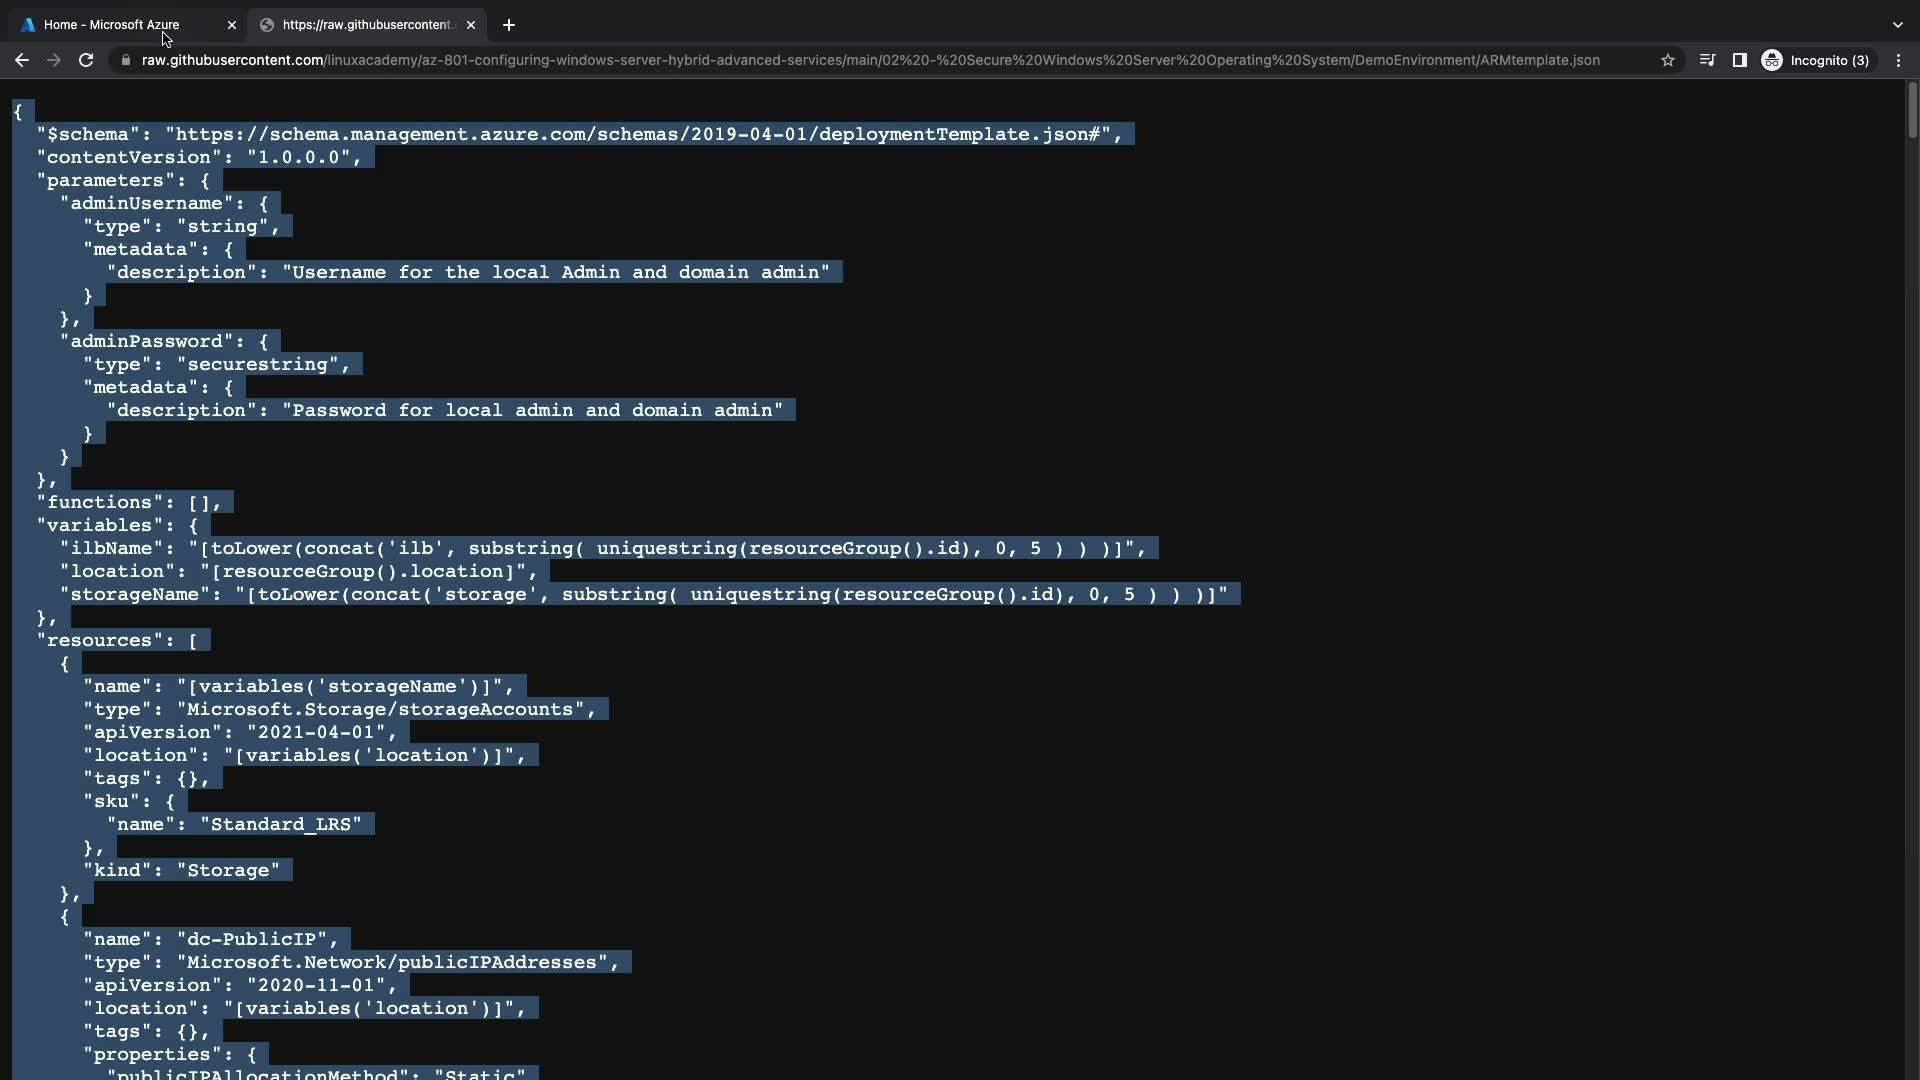 Home - Microsoft Azure
https://raw.githubusercontent.
raw.githubusercontent.com/linuxacademy/az-801-configuring-windows-server-hybrid-advanced-services/main/02%20-%20Secure%20Windows%20Server%20Operating%20System/DemoEnvironment/ARMtemplate.json
Incognito (3)
{
"$schema": "https://schema.management.azure.com/schemas/2019-04-01/deploymentTemplate.json#",
"contentVersion": "1.0.0.0",
"parameters": {
"adminUsername": {
"type": "string",
"metadata": {
"description": "Username for the local Admin and domain admin"
}
},
"adminPassword": {
"type": "securestring",
"metadata": {
"description": "Password for local admin and domain admin"
}
}
},
"functions": [],
"variables": {
"ilbName": "[toLower(concat('ilb', substring( uniquestring(resourceGroup().id), 0, 5 ) ) )]",
"location": "[resourceGroup().location]",
"storageName": "[toLower(concat('storage', substring( uniquestring(resourceGroup().id), 0, 5 ) ) )]"
},
"resources": [
{
"name": "[variables('storageName')]",
"type": "Microsoft.Storage/storageAccounts",
"apiVersion": "2021-04-01",
"location": "[variables('location')]",
"tags": {},
"sku": {
"name": "Standard_LRS"
},
"kind": "Storage"
},
{
"name": "dc-PublicIP",
"type": "Microsoft.Network/publicIPAddresses",
"apiVersion": "2020-11-01",
"location": "[variables('location')]",
"tags": {},
"properties": {
"publicIPAllocationMethod": "Static"